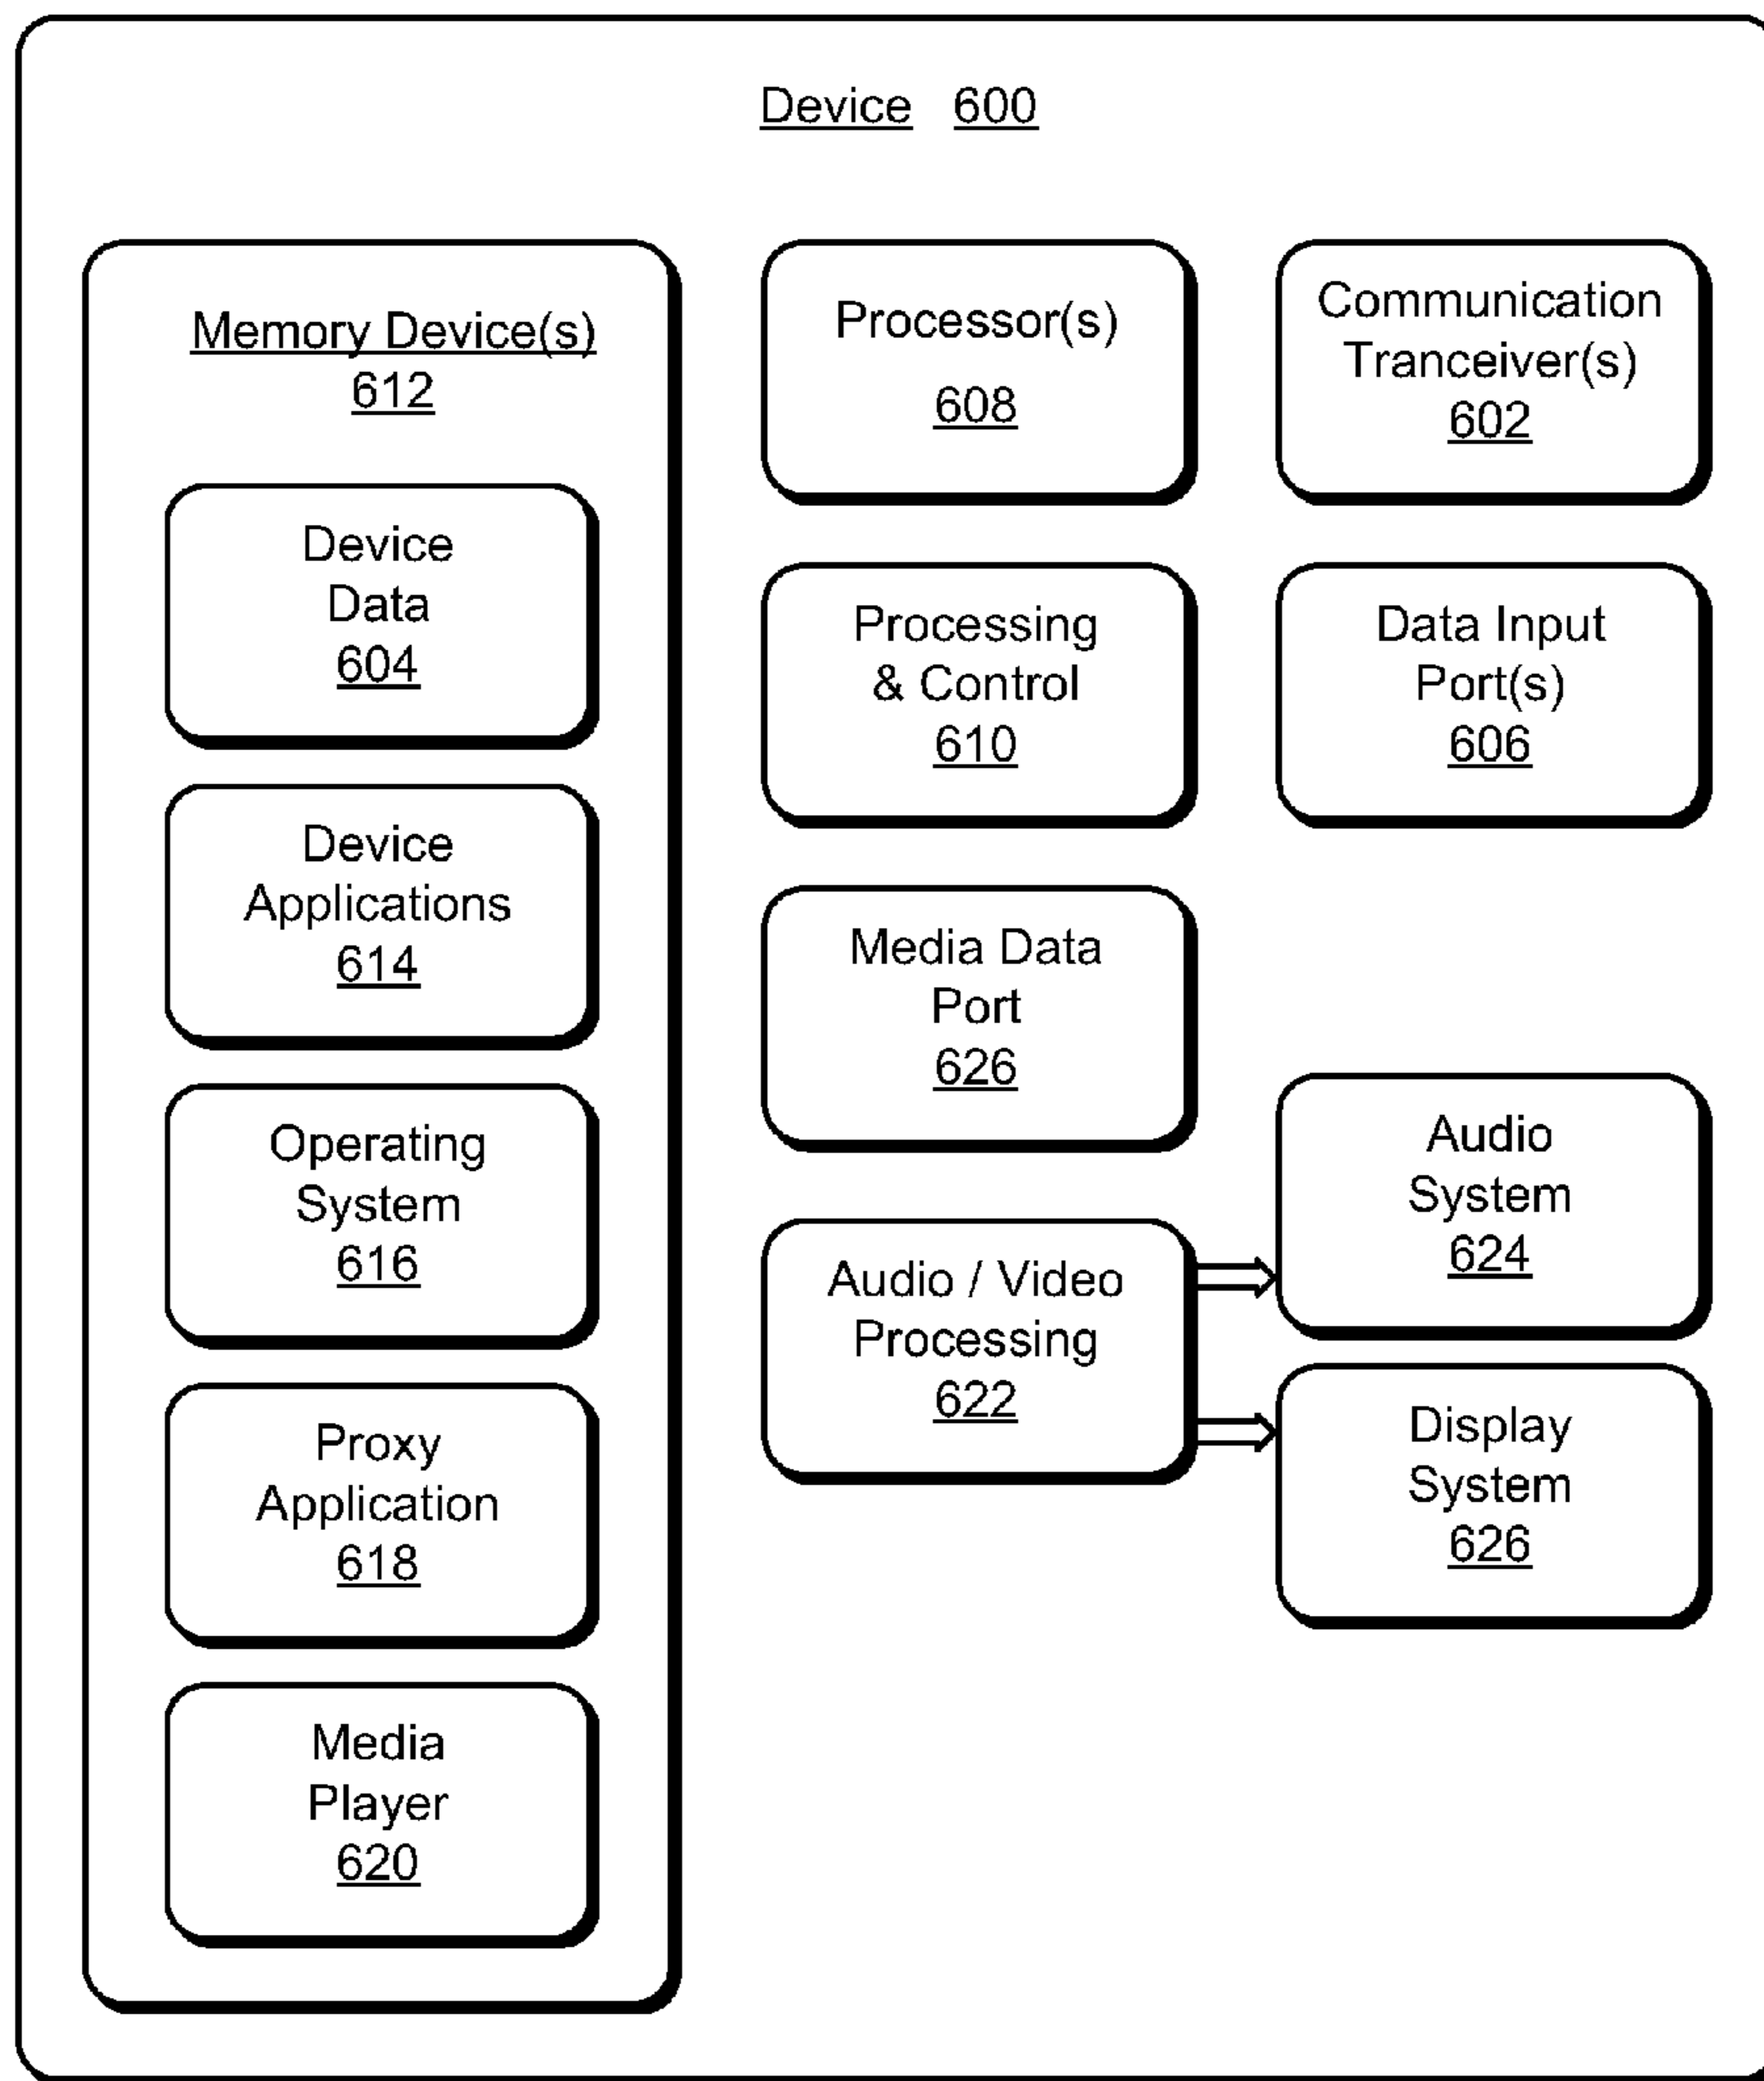 Device 600
Memory Device(s)
612
Device
Data
604
Device
Applications
614
Operating
System
616
Proxy
Application
618
Media
Player
620
Processor(s)
608
Processing
& Control
610
Media Data
Port
626
Audio / Video
Processing
622
Communication
Tranceiver(s)
602
Data Input
Port(s)
606
Audio
System
624
Display
System
626